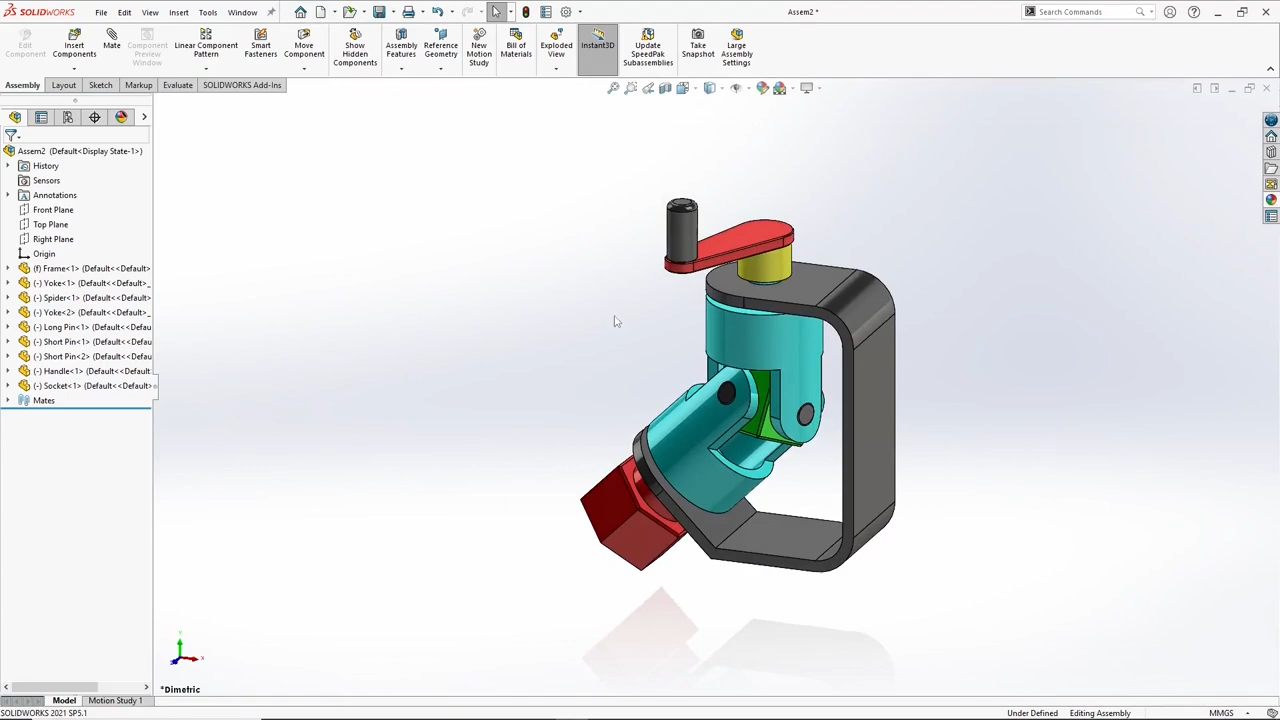 SOLIDWORKS
File
Edit
View
Insert
Tools
Window
Assem2 *
Search Commands
Edit
Component
Insert
Components
Mate
Component
Preview
Window
Linear Component
Pattern
Smart
Fasteners
Move
Component
Show
Hidden
Components
Assembly
Features
Reference
Geometry
New
Motion
Study
Bill of
Materials
Exploded
View
Instant3D
Update
SpeedPak
Subassemblies
Take
Snapshot
Large
Assembly
Settings
Assembly
Layout
Sketch
Markup
Evaluate
SOLIDWORKS Add-Ins
Assem2 (Default<Display State-1>)
History
Sensors
Annotations
Front Plane
Top Plane
Right Plane
Origin
(f) Frame<1> (Default<<Default>
(-) Yoke<1> (Default<<Default>_
(-) Spider<1> (Default<<Default>
(-) Yoke<2> (Default<<Default>_
(-) Long Pin<1> (Default<<Defau
(-) Short Pin<1> (Default<<Defa
(-) Short Pin<2> (Default<<Defa
(-) Handle<1> (Default<<Default
(-) Socket<1> (Default<<Default>
Mates
Y
X
*Dimetric
Model
Motion Study 1
SOLIDWORKS 2021 SP5.1
Under Defined
Editing Assembly
MMGS